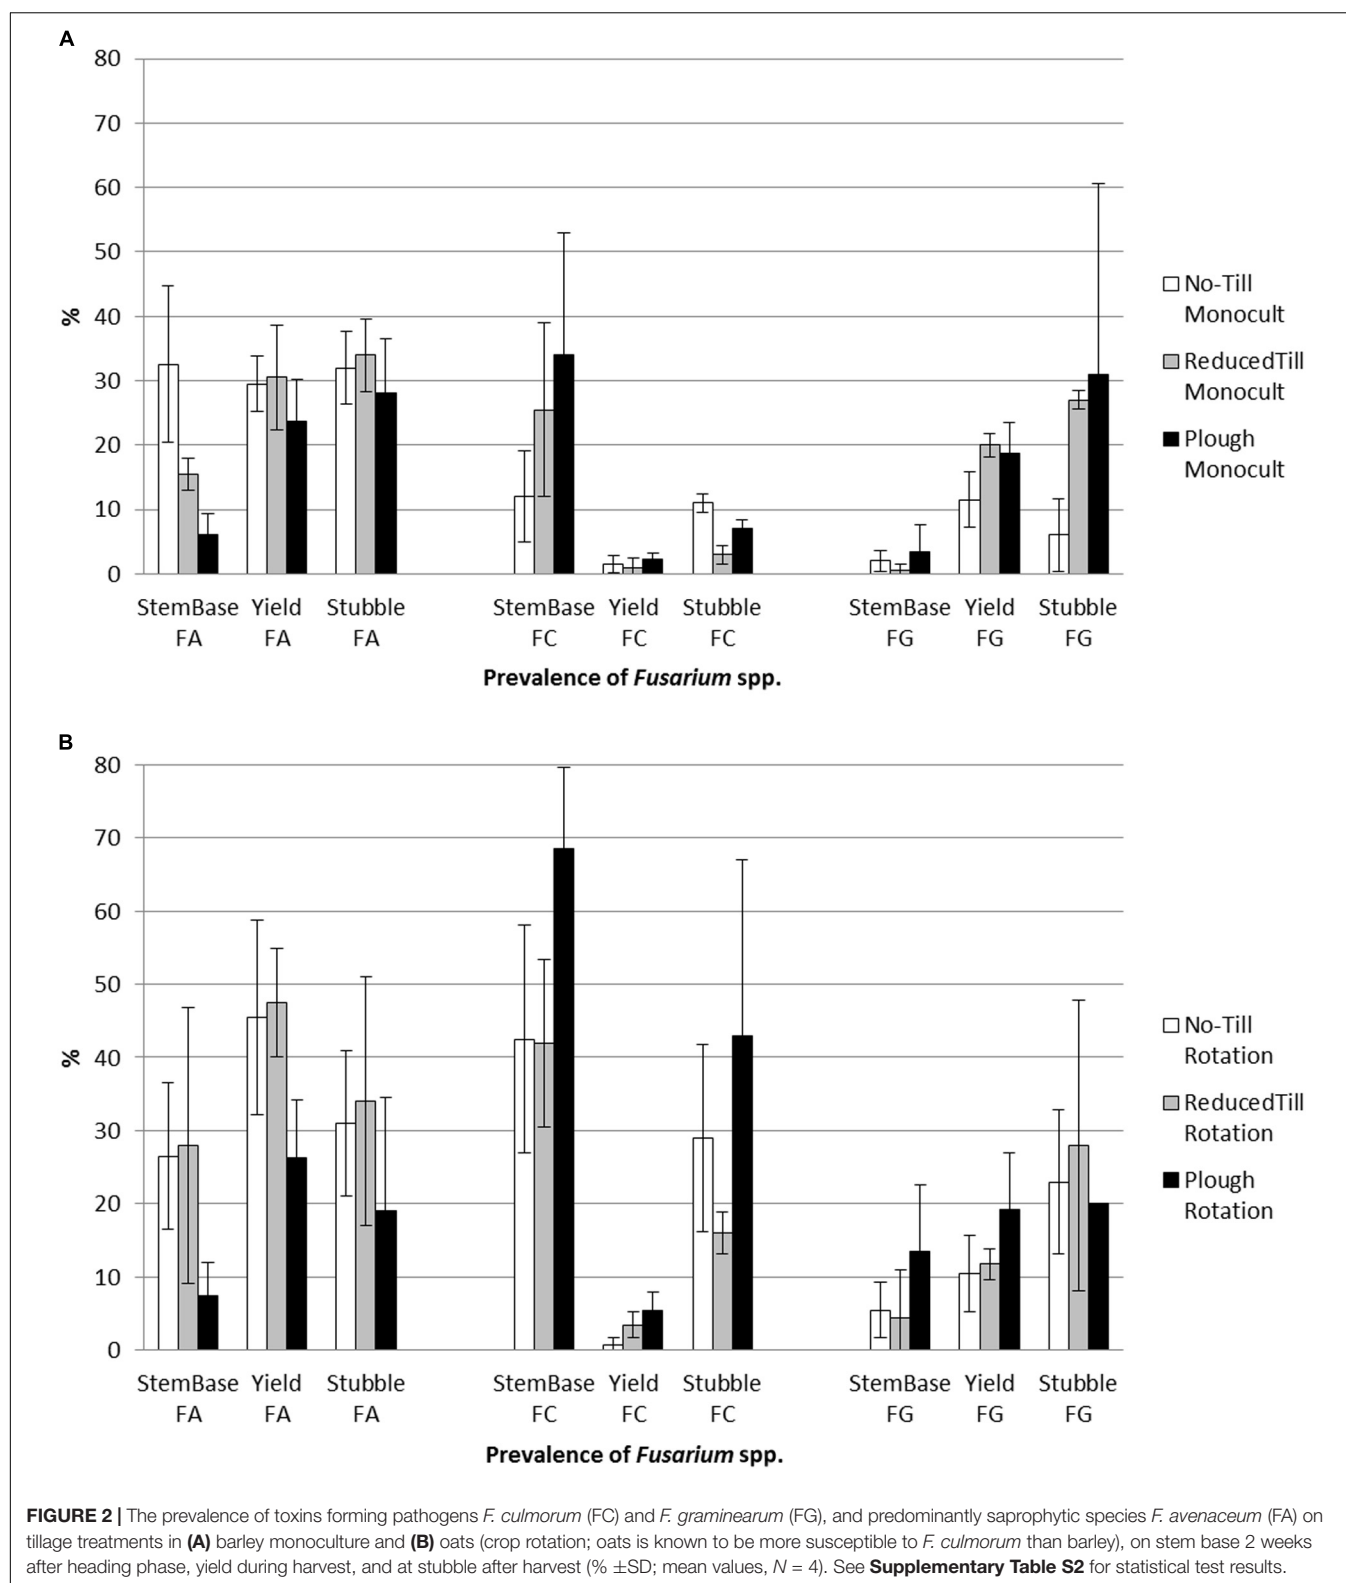 A
80
70
60
50
40
30
20
10
0
%
StemBase Yield Stubble StemBase Yield Stubble StemBase Yield Stubble
FA FA FA FC FC FC FG FG FG
Prevalence of Fusarium spp.
No-Till
Monocult
ReducedTill
Monocult
Plough
Monocult
B
80
70
60
50
40
30
20
10
0
%
StemBase Yield Stubble StemBase Yield Stubble StemBase Yield Stubble
FA FA FA FC FC FC FG FG FG
Prevalence of Fusarium spp.
No-Till
Rotation
ReducedTill
Rotation
Plough
Rotation
FIGURE 2 | The prevalence of toxins forming pathogens F. culmorum (FC) and F. graminearum (FG), and predominantly saprophytic species F. avenaceum (FA) on
tillage treatments in (A) barley monoculture and (B) oats (crop rotation; oats is known to be more susceptible to F. culmorum than barley), on stem base 2 weeks
after heading phase, yield during harvest, and at stubble after harvest (% ±SD; mean values, N = 4). See Supplementary Table S2 for statistical test results.